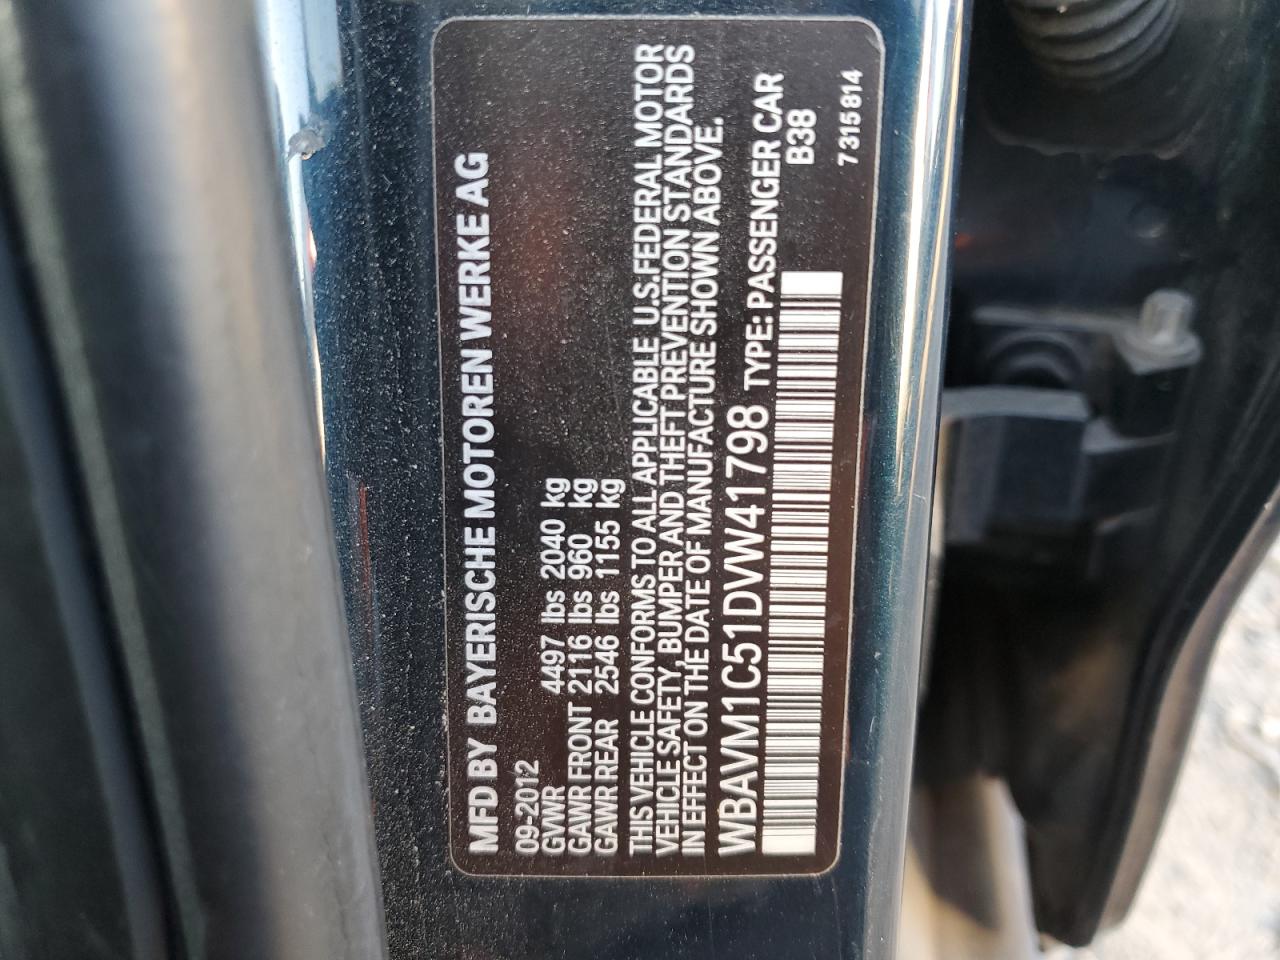 MFD BY BAYERISCHE MOTOREN WERKE AG
09-2012
GVWR 4497 lbs 2040 kg
GAWR FRONT 2116 lbs 960 kg
GAWR REAR 2546 lbs 1155 kg
THIS VEHICLE CONFORMS TO ALL APPLICABLE U.S.FEDERAL MOTOR
VEHICLE SAFETY, BUMPER AND THEFT PREVENTION STANDARDS
IN EFFECT ON THE DATE OF MANUFACTURE SHOWN ABOVE.
WBAVM1C51DVW41798 TYPE: PASSENGER CAR
B38
7315814